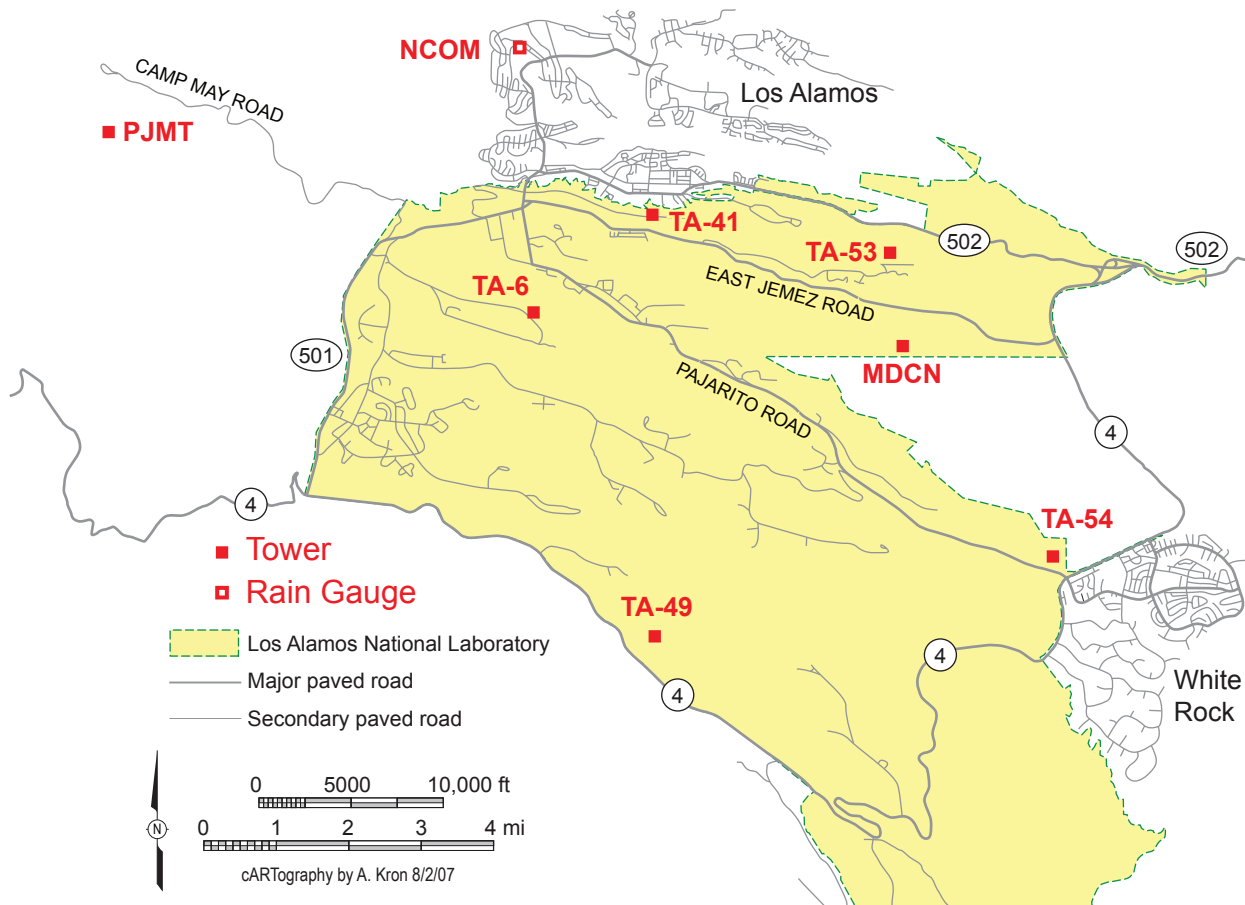 NCOM
CAMP MAY ROAD
Los Alamos
PJMT
TA-41
TA-53
502
502
TA-6
EAST JEMEZ ROAD
501
MDCN
PAJARITO ROAD
4
4
TA-54
Tower
Rain Gauge
TA-49
Los Alamos National Laboratory
4
Major paved road
4
White
Rock
Secondary paved road
0 5000 10,000 ft
N
0 1 2 3 4 mi
cARTography by A. Kron 8/2/07